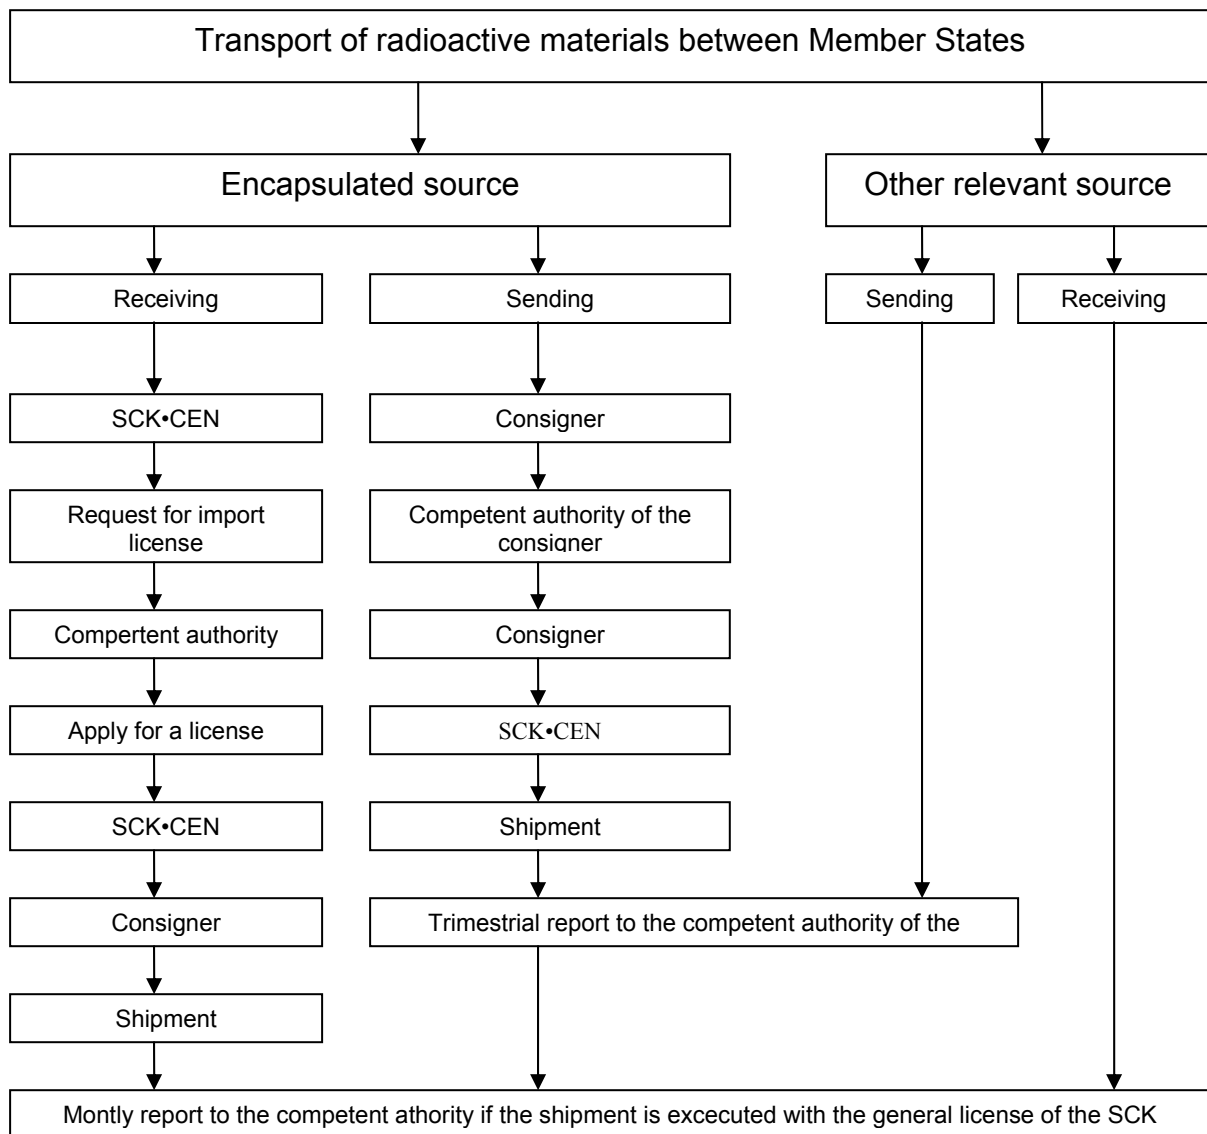 Transport of radioactive materials between Member States
Encapsulated source
Other relevant source
Receiving
Sending
Sending
Receiving
SCK•CEN
Consigner
Request for import
license
Competent authority of the
consigner
Compertent authority
Consigner
Apply for a license
SCK•CEN
SCK•CEN
Shipment
Consigner
Trimestrial report to the competent authority of the
Shipment
Montly report to the competent athority if the shipment is excecuted with the general license of the SCK